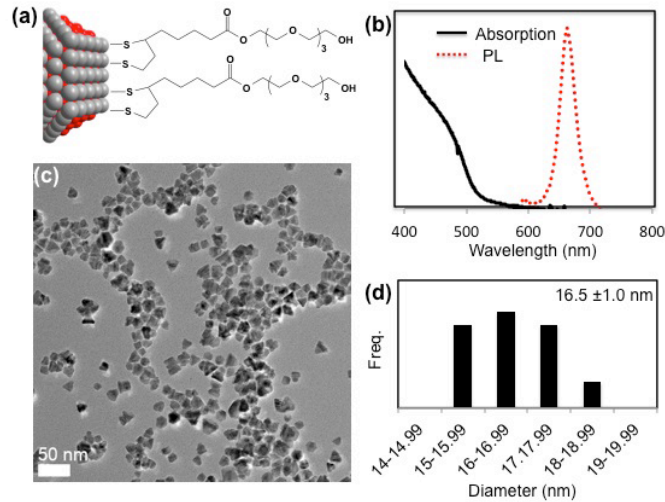 (a)
S
S
S
S
O
O
O
3
OH
O
O
O
3
OH
(b)
Absorption
PL
400 500 600 700 800
Wavelength (nm)
(c)
50 nm
(d)
16.5 ±1.0 nm
Freq.
14-14.99
15-15.99
16-16.99
17.17.99
18-18.99
19-19.99
Diameter (nm)